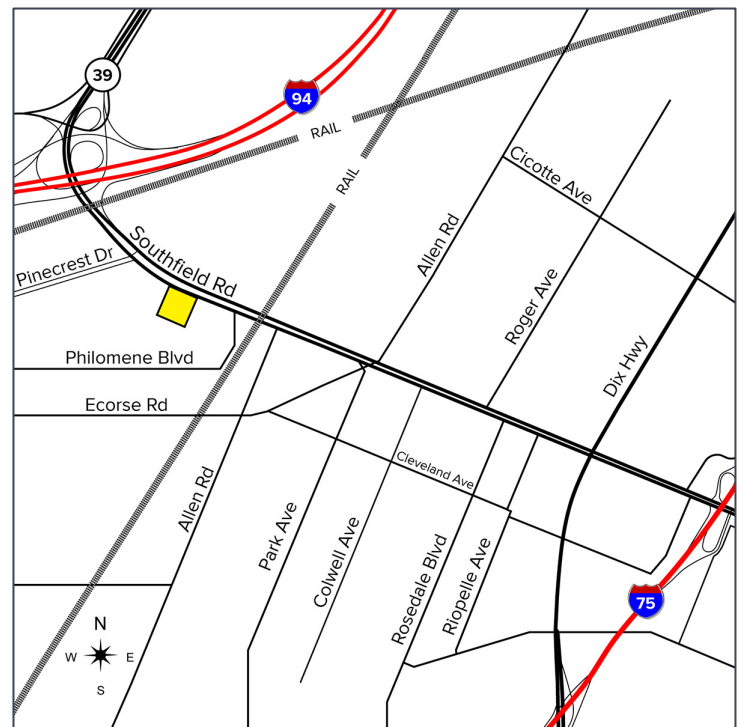 39
94
RAIL
RAIL
Cicotte Ave
Southfield Rd
Allen Rd
Pinecrest Dr
Roger Ave
Dix Hwy
Philomene Blvd
Ecorse Rd
Cleveland Ave
Allen Rd
Park Ave
Colwell Ave
Rosedale Blvd
Riopelle Ave
75
N
W E
S